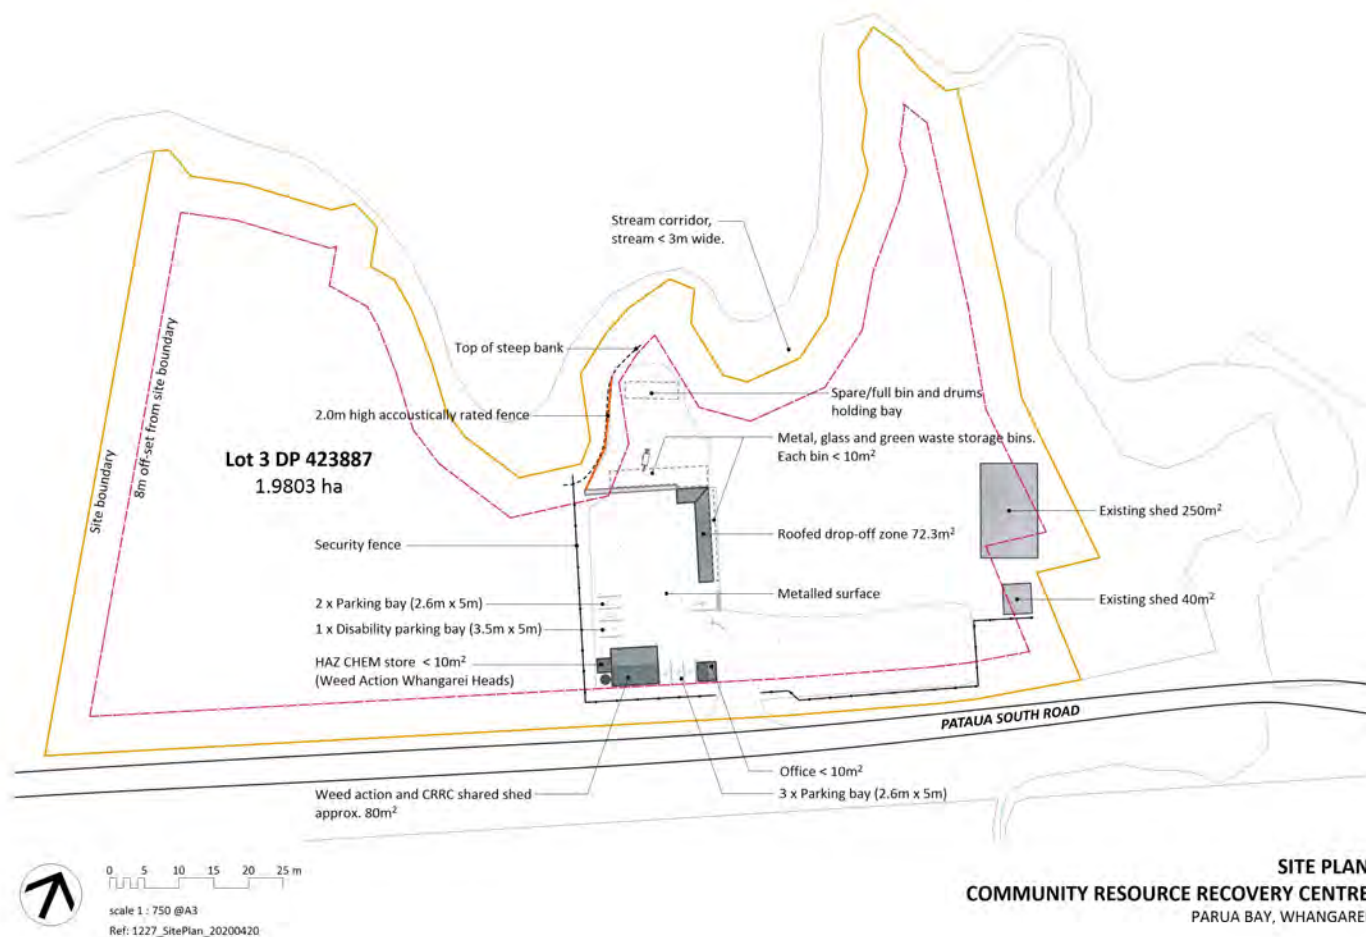 Stream corridor,
stream < 3m wide.
Top of steep bank
2.0m high accoustically rated fence
Spare/full bin and drums
holding bay
Metal, glass and green waste storage bins.
Each bin < 10m²
Lot 3 DP 423887
1.9803 ha
Site boundary
8m off-set from site boundary
Security fence
Roofed drop-off zone 72.3m²
Existing shed 250m²
2 x Parking bay (2.6m x 5m)
Metalled surface
Existing shed 40m²
1 x Disability parking bay (3.5m x 5m)
HAZ CHEM store < 10m²
(Weed Action Whangarei Heads)
PATAUA SOUTH ROAD
Office < 10m²
3 x Parking bay (2.6m x 5m)
Weed action and CRRC shared shed
approx. 80m²
0 5 10 15 20 25 m
scale 1 : 750 @A3
Ref: 1227_SitePlan_20200420
SITE PLAN
COMMUNITY RESOURCE RECOVERY CENTRE
PARUA BAY, WHANGAREI